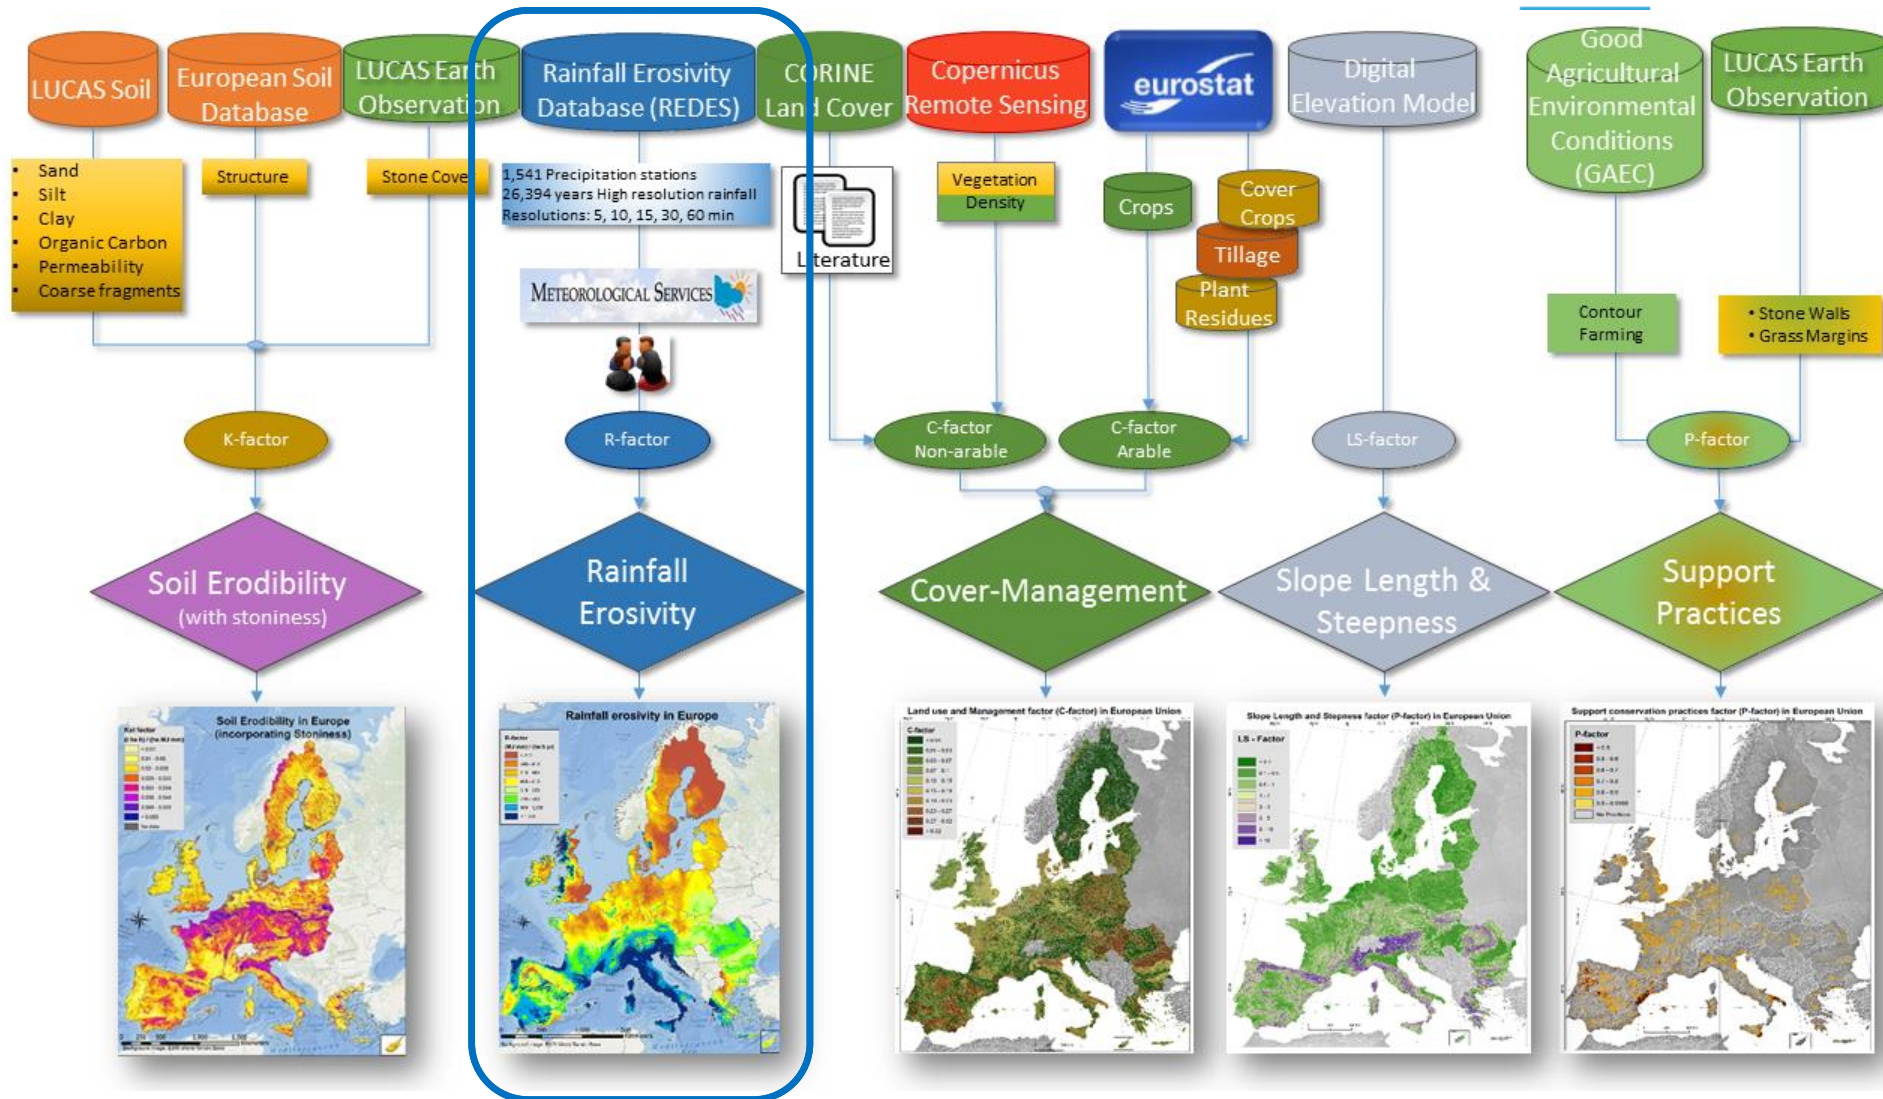 LUCAS Soil
European Soil
Database
LUCAS Earth
Observation
Rainfall Erosivity
Database (REDES)
CORINE
Land Cover
Copernicus
Remote Sensing
eurostat
Digital
Elevation Model
Good
Agricultural
Environmental
Conditions
(GAEC)
LUCAS Earth
Observation
• Sand
• Silt
• Clay
• Organic Carbon
• Permeability
• Coarse fragments
Structure
Stone Cover
1,541 Precipitation stations
26,394 years High resolution rainfall
Resolutions: 5, 10, 15, 30, 60 min
METEOROLOGICAL SERVICES
Literature
Vegetation
Density
Crops
Cover
Crops
Tillage
Plant
Residues
Contour
Farming
• Stone Walls
• Grass Margins
K-factor
R-factor
C-factor
Non-arable
C-factor
Arable
LS-factor
P-factor
Soil Erodibility
(with stoniness)
Rainfall
Erosivity
Cover-Management
Slope Length &
Steepness
Support
Practices
Soil Erodibility in Europe
(incorporating Stoniness)
Rainfall erosivity in Europe
R-factor
Land use and Management factor (C-factor) in European Union
C-factor
Slope Length and Stepness factor (P-factor) in European Union
LS - Factor
Support conservation practices factor (P-factor) in European Union
P-factor
No Practices